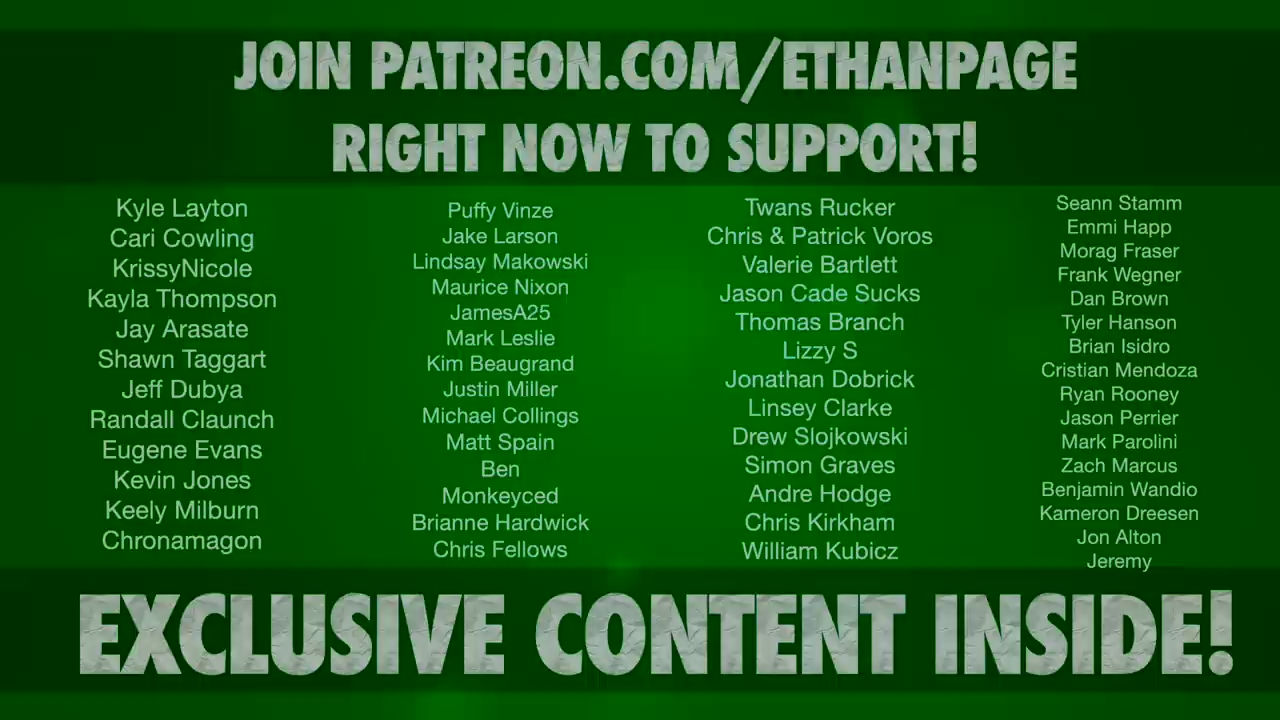 JOIN PATREON.COM/ETHANPAGE
RIGHT NOW TO SUPPORT!
Kyle Layton
Cari Cowling
KrissyNicole
Kayla Thompson
Jay Arasate
Shawn Taggart
Jeff Dubya
Randall Claunch
Eugene Evans
Kevin Jones
Keely Milburn
Chronamagon
Puffy Vinze
Jake Larson
Lindsay Makowski
Maurice Nixon
JamesA25
Mark Leslie
Kim Beaugrand
Justin Miller
Michael Collings
Matt Spain
Ben
Monkeyced
Brianne Hardwick
Chris Fellows
Twans Rucker
Chris & Patrick Voros
Valerie Bartlett
Jason Cade Sucks
Thomas Branch
Lizzy S
Jonathan Dobrick
Linsey Clarke
Drew Slojkowski
Simon Graves
Andre Hodge
Chris Kirkham
William Kubicz
Seann Stamm
Emmi Happ
Morag Fraser
Frank Wegner
Dan Brown
Tyler Hanson
Brian Isidro
Cristian Mendoza
Ryan Rooney
Jason Perrier
Mark Parolini
Zach Marcus
Benjamin Wandio
Kameron Dreesen
Jon Alton
Jeremy
EXCLUSIVE CONTENT INSIDE!